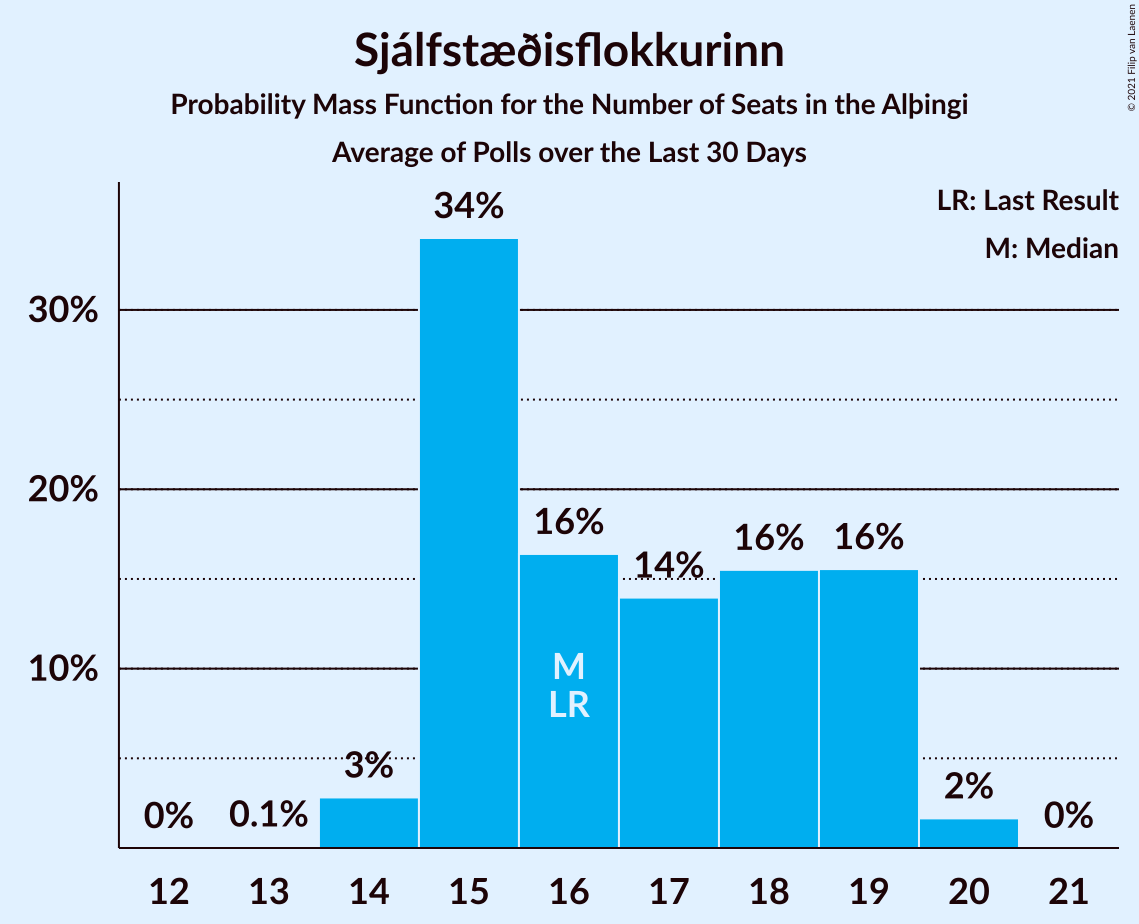 Sjálfstæðisflokkurinn
Probability Mass Function for the Number of Seats in the Alþingi
Average of Polls over the Last 30 Days
© 2021 Filip van Laenen
LR: Last Result
M: Median
34%
30%
20%
16%
14%
16%
16%
10%
M
LR
3%
0%
0.1%
2%
0%
12 13 14 15 16 17 18 19 20 21